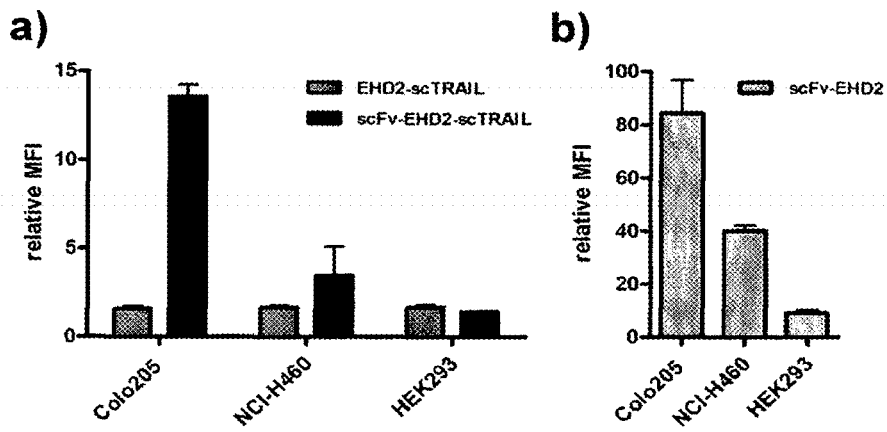 a)
15
10
5
0
relative MFI
EHD2-scTRAIL
scFv-EHD2-scTRAIL
Colo205
NCI-H460
HEK293
b)
100
80
60
40
20
0
relative MFI
scFv-EHD2
Colo205
NCI-H460
HEK293